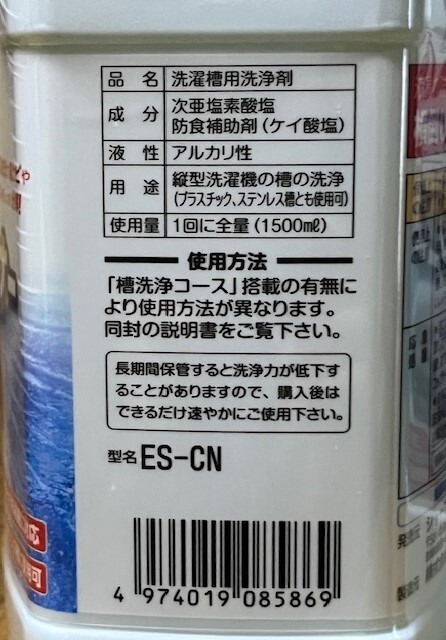 品名 洗濯槽用洗浄剤
成分 次亜塩素酸塩
防食補助剤(ケイ酸塩)
液性 アルカリ性
用途 縦型洗濯機の槽の洗浄
(プラスチック、ステンレス槽とも使用可)
使用量 1回に全量(1500mℓ)
使用方法
「槽洗浄コース」搭載の有無に
より使用方法が異なります。
同封の説明書をご覧下さい。
長期間保管すると洗浄力が低下す
ることがありますので、購入後は
できるだけ速やかにご使用下さい。
型名 ES-CN
4 974019 085869